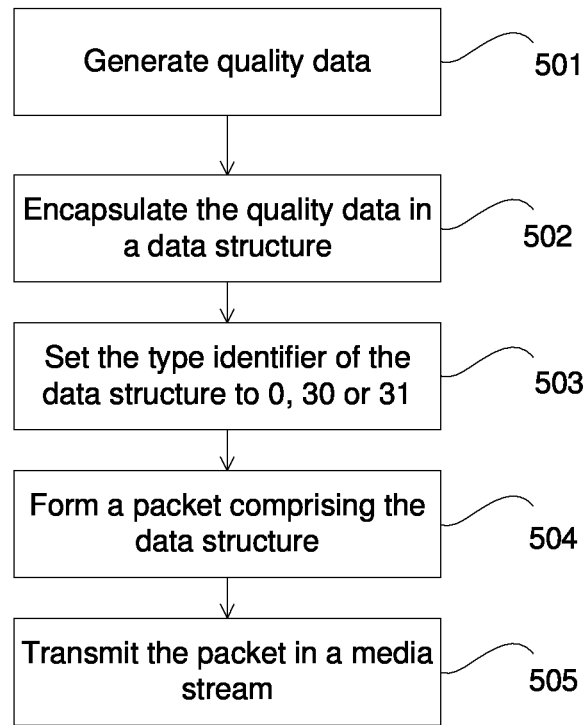 Generate quality data
501
Encapsulate the quality data in
a data structure
502
Set the type identifier of the
data structure to 0, 30 or 31
503
Form a packet comprising the
data structure
504
Transmit the packet in a media
stream
505